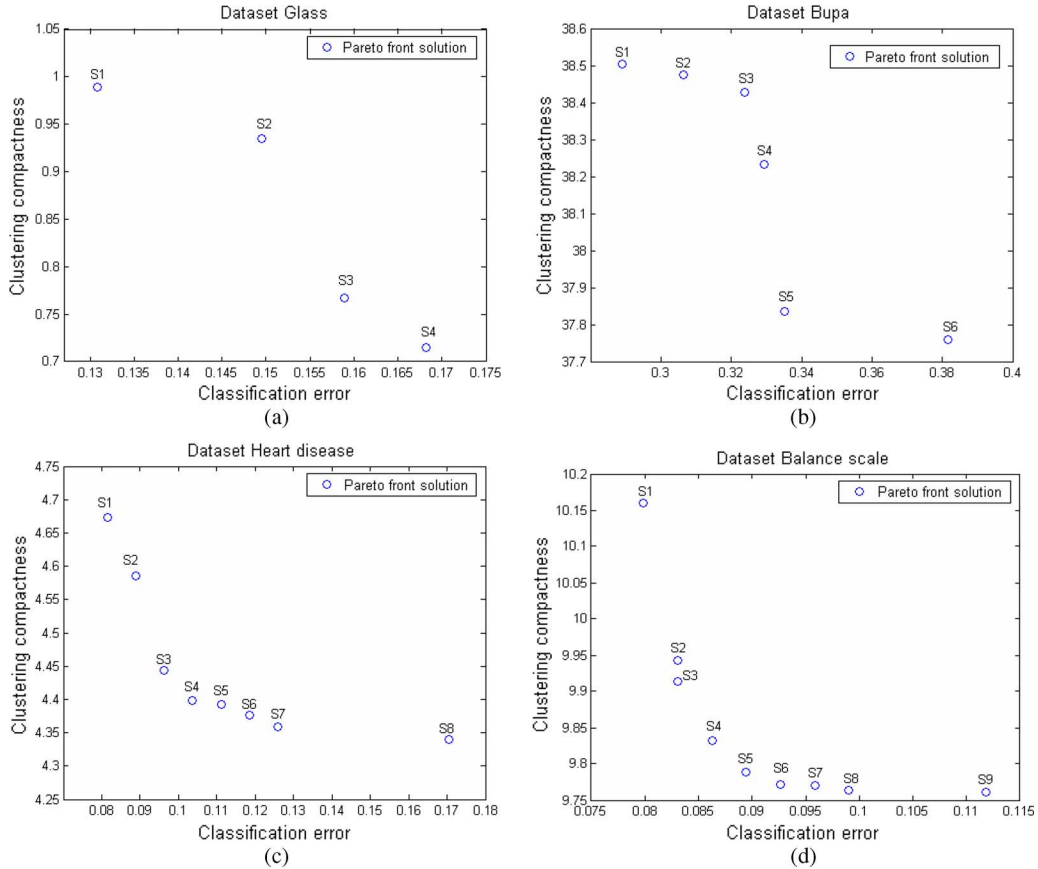 Dataset Glass
1.05
1
0.95
0.9
0.85
0.8
0.75
0.7
Clustering compactness
Pareto front solution
S1
S2
S3
S4
0.13 0.135 0.14 0.145 0.15 0.155 0.16 0.165 0.17 0.175
Classification error
(a)
Dataset Bupa
38.6
38.5
38.4
38.3
38.2
38.1
38
37.9
37.8
37.7
Clustering compactness
Pareto front solution
S1
S2
S3
S4
S5
S6
0.3 0.32 0.34 0.36 0.38 0.4
Classification error
(b)
Dataset Heart disease
4.75
4.7
4.65
4.6
4.55
4.5
4.45
4.4
4.35
4.3
4.25
Clustering compactness
Pareto front solution
S1
S2
S3
S4
S5
S6
S7
S8
0.08 0.09 0.1 0.11 0.12 0.13 0.14 0.15 0.16 0.17 0.18
Classification error
(c)
Dataset Balance scale
10.2
10.15
10.1
10.05
10
9.95
9.9
9.85
9.8
9.75
Clustering compactness
Pareto front solution
S1
S2
S3
S4
S5
S6
S7
S8
S9
0.075 0.08 0.085 0.09 0.095 0.1 0.105 0.11 0.115
Classification error
(d)